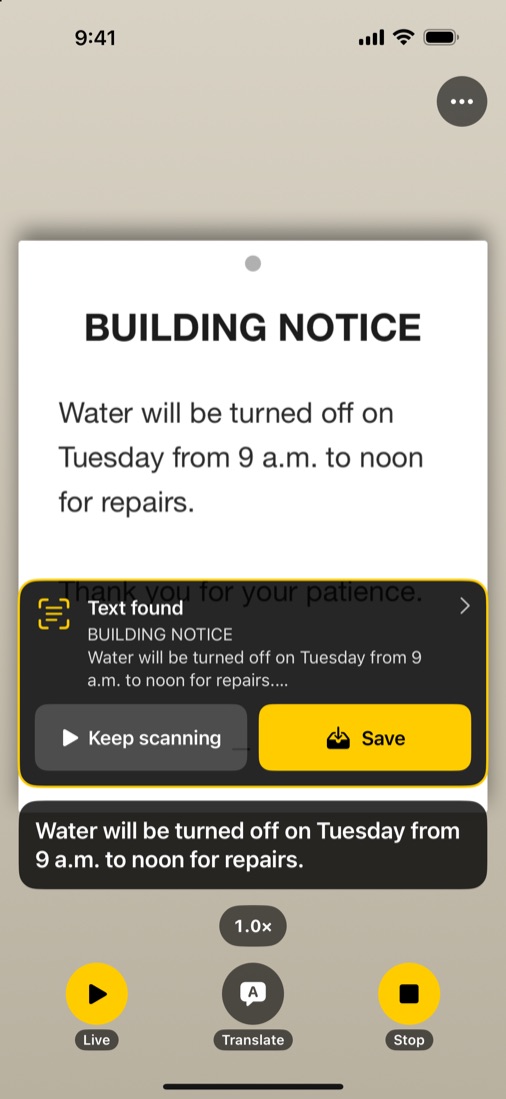 9:41
BUILDING NOTICE
Water will be turned off on
Tuesday from 9 a.m. to noon
for repairs.
Thank you for your patience.
Text found
BUILDING NOTICE
Water will be turned off on Tuesday from 9
a.m. to noon for repairs....
Keep scanning
Save
Water will be turned off on Tuesday from
9 a.m. to noon for repairs.
1.0×
A
Live
Translate
Stop